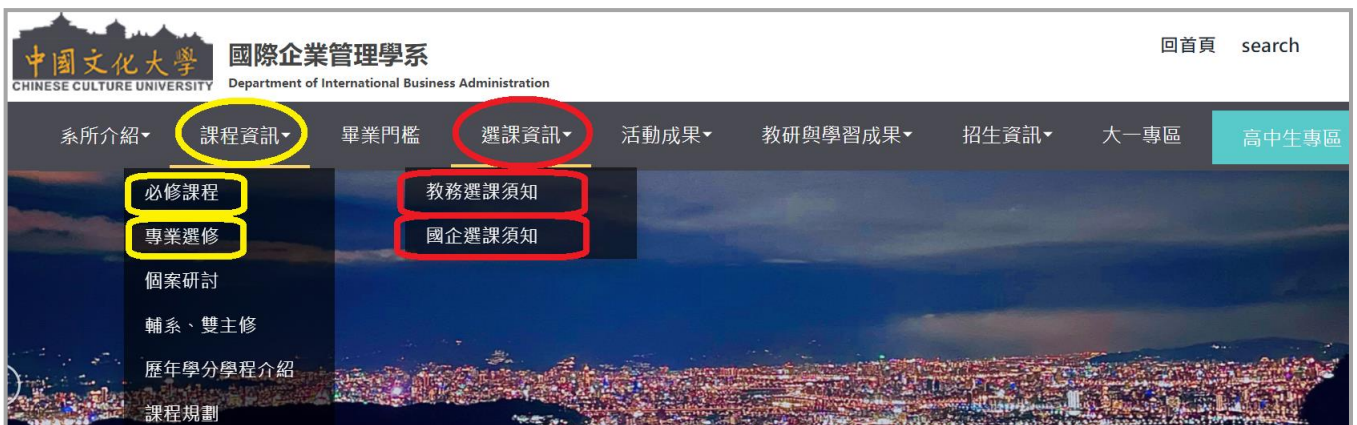 中國文化大學
CHINESE CULTURE UNIVERSITY
國際企業管理學系
Department of International Business Administration
回首頁 search
系所介紹 課程資訊 畢業門檻 選課資訊 活動成果 教研與學習成果 招生資訊 大一專區 高中生專區
必修課程
專業選修
個案研討
輔系、雙主修
歷年學分學程介紹
課程規劃
教務選課須知
國企選課須知